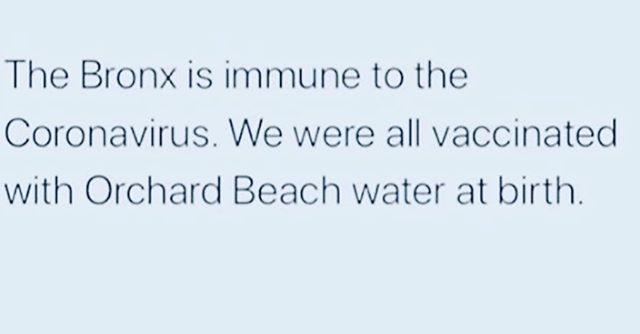 The Bronx is immune to the
Coronavirus. We were all vaccinated
with Orchard Beach water at birth.